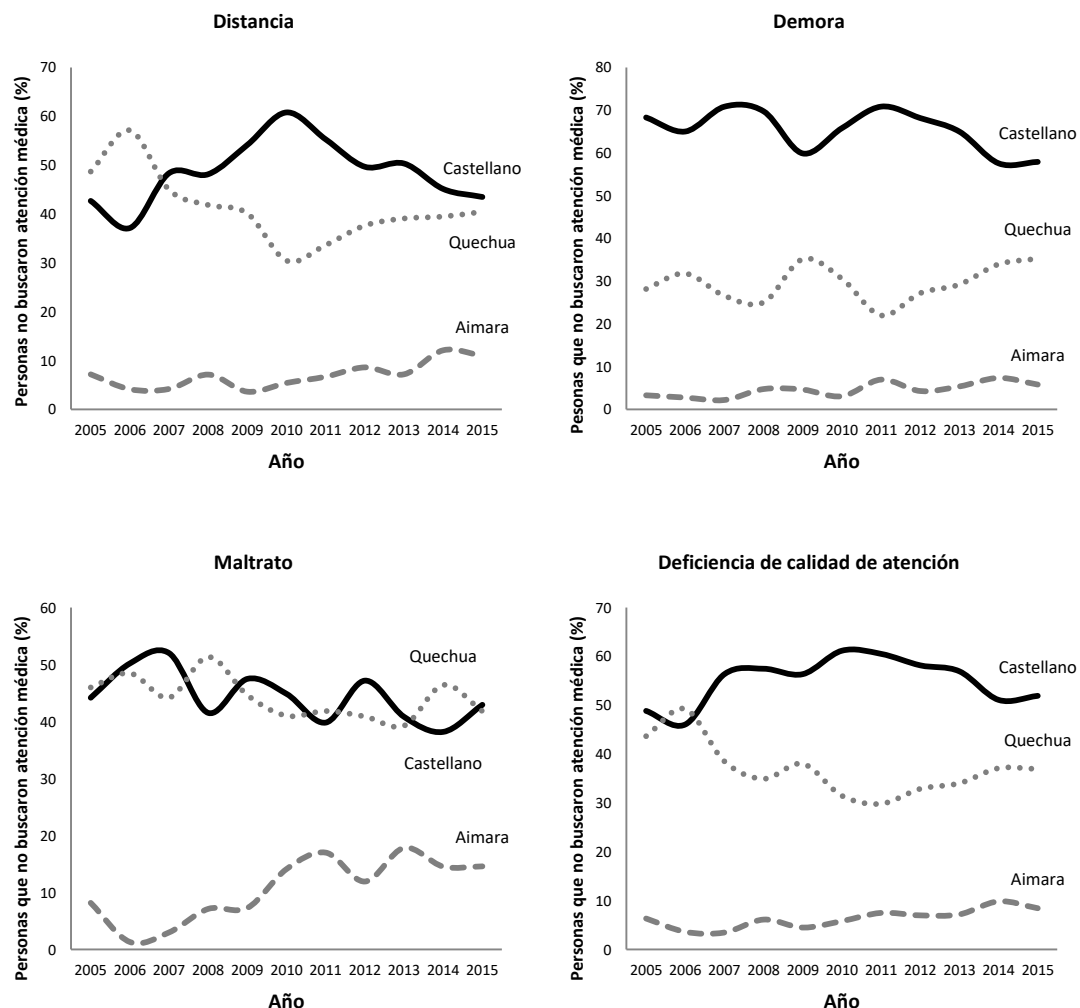 Distancia
Personas no buscaron atención médica (%)
70
60
50
40
30
20
10
0
Castellano
Quechua
Aimara
2005 2006 2007 2008 2009 2010 2011 2012 2013 2014 2015
Año
Demora
Pesonas que no buscaron atención médica (%)
80
70
60
50
40
30
20
10
0
Castellano
Quechua
Aimara
2005 2006 2007 2008 2009 2010 2011 2012 2013 2014 2015
Año
Maltrato
Personas que no buscaron atención médica (%)
60
50
40
30
20
10
0
Quechua
Castellano
Aimara
2005 2006 2007 2008 2009 2010 2011 2012 2013 2014 2015
Año
Deficiencia de calidad de atención
Personas que no buscaron atención médica (%)
70
60
50
40
30
20
10
0
Castellano
Quechua
Aimara
2005 2006 2007 2008 2009 2010 2011 2012 2013 2014 2015
Año